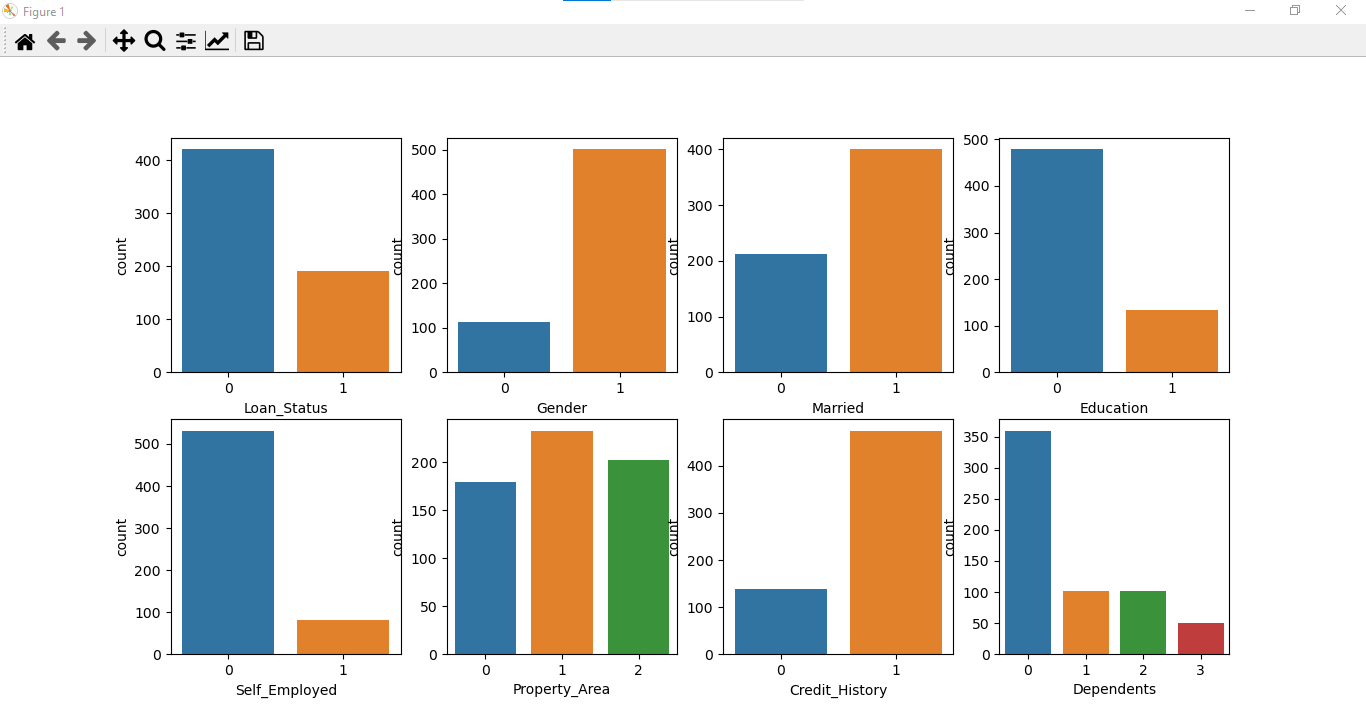 Figure 1
count
400
300
200
100
0
0 1
Loan_Status
count
500
400
300
200
100
0
0 1
Gender
count
400
300
200
100
0
0 1
Married
count
500
400
300
200
100
0
0 1
Education
count
500
400
300
200
100
0
0 1
Self_Employed
count
200
150
100
50
0
0 1 2
Property_Area
count
400
300
200
100
0
0 1
Credit_History
count
350
300
250
200
150
100
50
0
0 1 2 3
Dependents